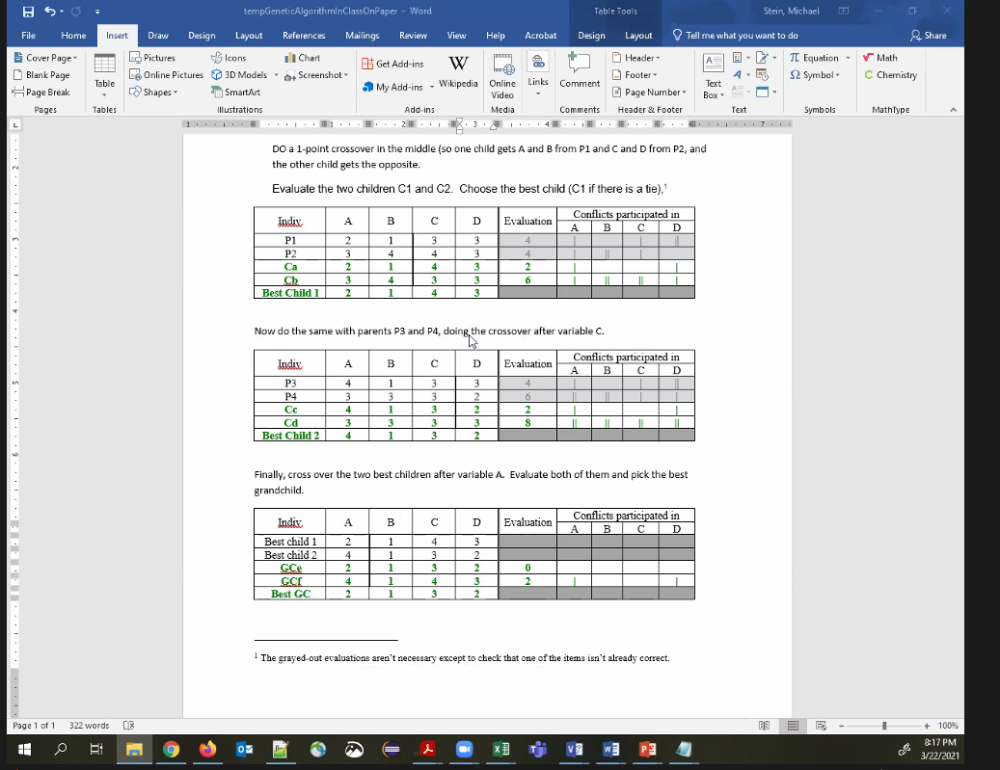 tempGeneticAlgorithmInClassOnPaper - Word
Table Tools
Stein, Michael
File Home Insert Draw Design Layout References Mailings Review View Help Acrobat Design Layout Tell me what you want to do Share
Cover Page
Blank Page
Page Break
Pages
Table
Tables
Pictures
Online Pictures
Shapes
Icons
3D Models
SmartArt
Chart
Screenshot
Illustrations
Get Add-ins
My Add-ins
Wikipedia
Add-ins
Online Video
Media
Links
Comment
Comments
Header
Footer
Page Number
Header & Footer
Text Box
Text
Equation
Symbol
Symbols
Math
Chemistry
MathType
DO a 1-point crossover in the middle (so one child gets A and B from P1 and C and D from P2, and
the other child gets the opposite.
Evaluate the two children C1 and C2. Choose the best child (C1 if there is a tie),1
Indiv. A B C D Evaluation Conflicts participated in
A B C D
P1 2 1 3 3 4 | | ||
P2 3 4 4 3 4 | || |
Ca 2 1 4 3 2 | |
Cb 3 4 3 3 6 | || || |
Best Child 1 2 1 4 3
Now do the same with parents P3 and P4, doing the crossover after variable C.
Indiv. A B C D Evaluation Conflicts participated in
A B C D
P3 4 1 3 3 4 | | ||
P4 3 3 3 2 6 || || | |
Cc 4 1 3 2 2 | |
Cd 3 3 3 3 8 || || || ||
Best Child 2 4 1 3 2
Finally, cross over the two best children after variable A. Evaluate both of them and pick the best
grandchild.
Indiv. A B C D Evaluation Conflicts participated in
A B C D
Best child 1 2 1 4 3
Best child 2 4 1 3 2
GCe 2 1 3 2 0
GCf 4 1 4 3 2 | |
Best GC 2 1 3 2
1 The grayed-out evaluations aren't necessary except to check that one of the items isn't already correct.
Page 1 of 1 322 words 100%
8:17 PM
3/22/2021